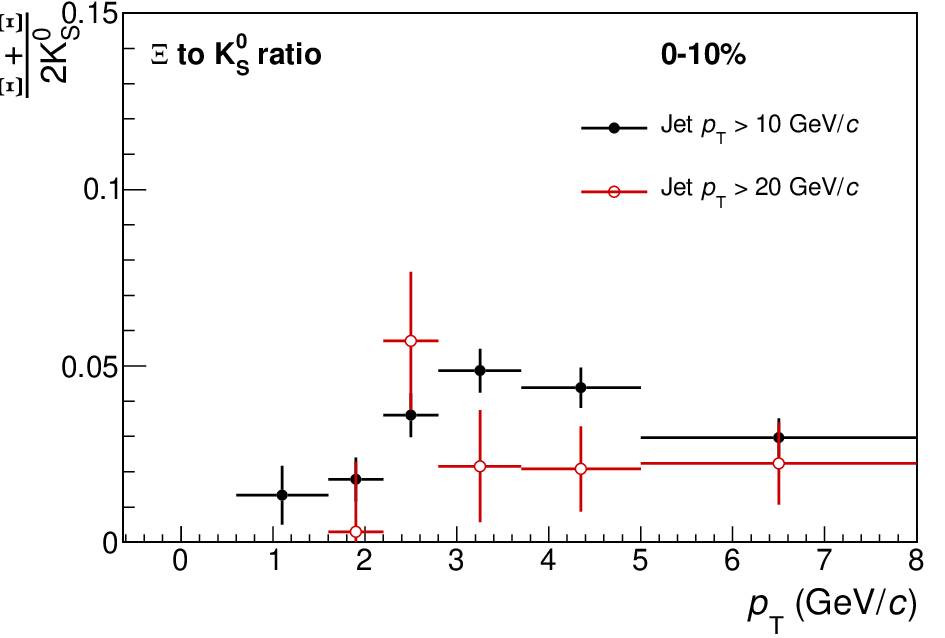 0.15
Ξ + Ξ
2K⁰S
Ξ to K⁰S ratio
0-10%
Jet pT > 10 GeV/c
0.1
Jet pT > 20 GeV/c
0.05
0
0 1 2 3 4 5 6 7 8
pT (GeV/c)